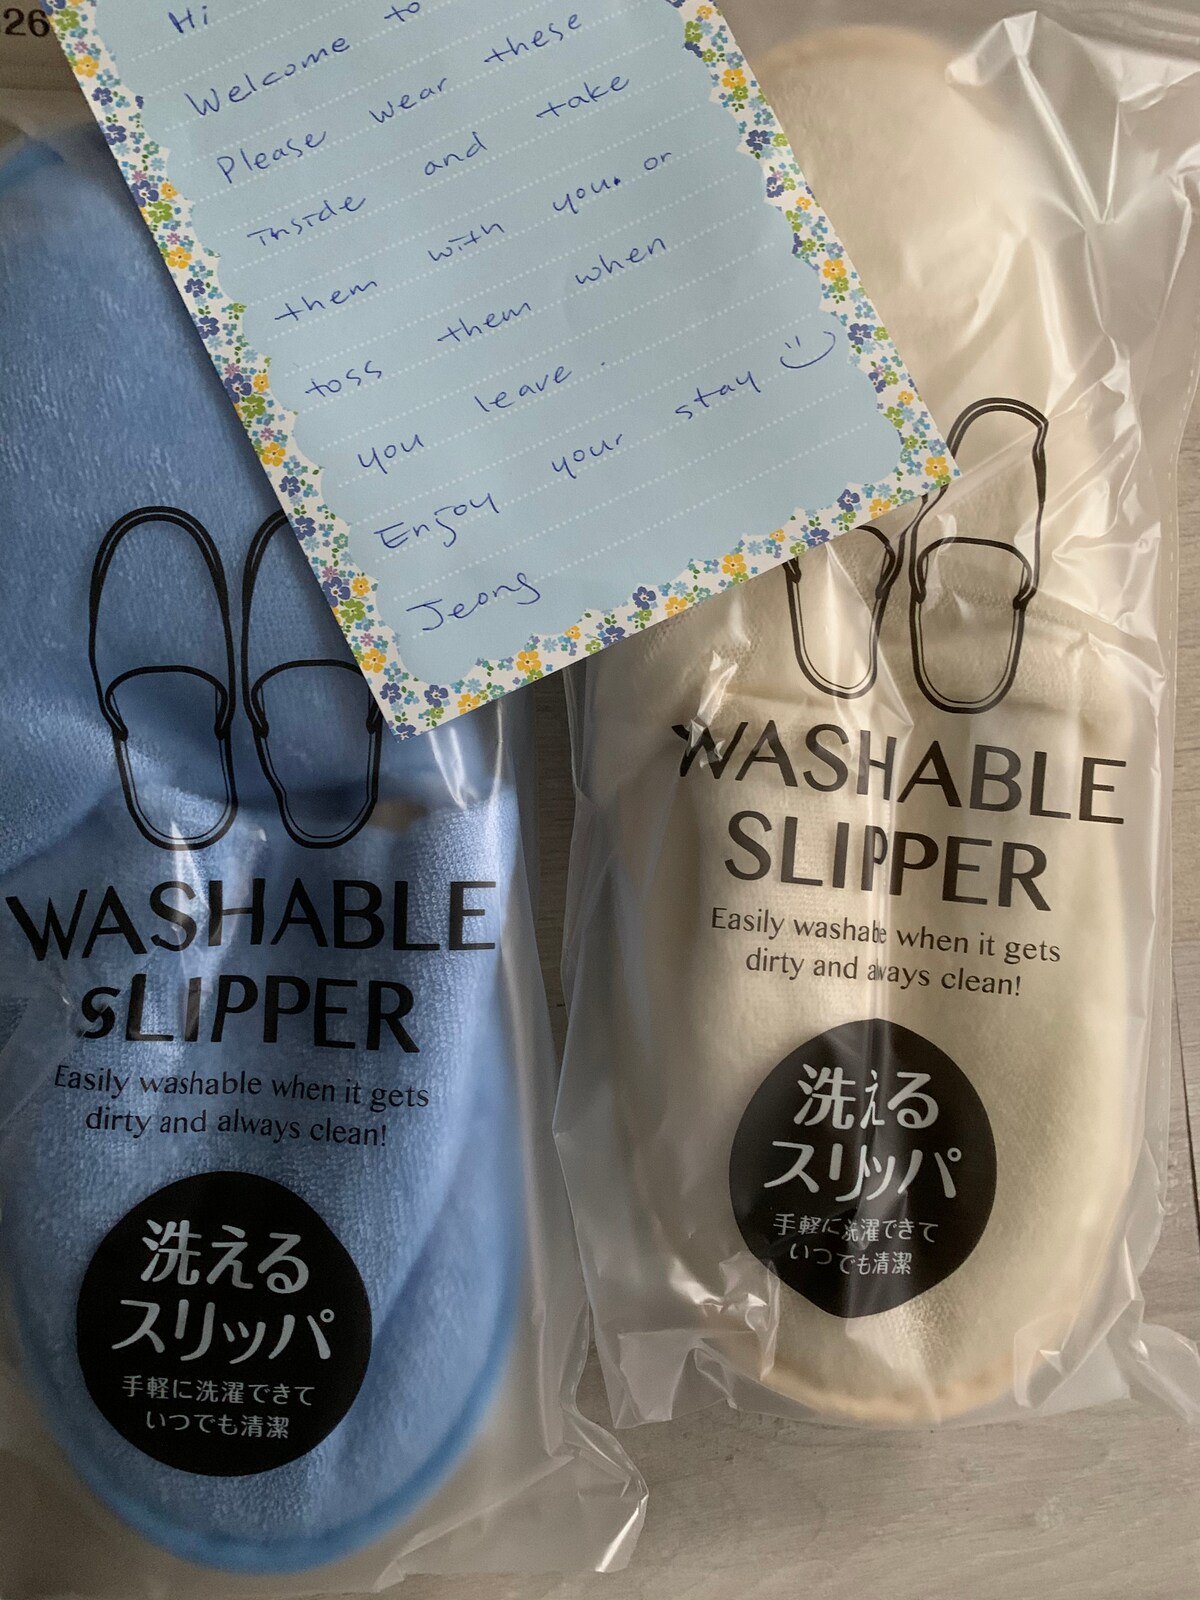 26
Hi
Welcome to
Please wear these
inside and take
them with you. or
toss them when
you leave.
Enjoy your stay
Jeong
WASHABLE
SLIPPER
Easily washable when it gets
dirty and always clean!
洗える
スリッパ
手軽に洗濯できて
いつでも清潔
WASHABLE
SLIPPER
Easily washable when it gets
dirty and always clean!
洗える
スリッパ
手軽に洗濯できて
いつでも清潔